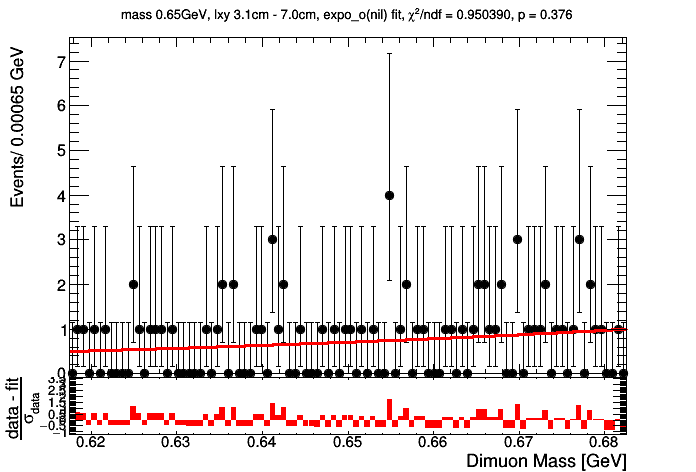 mass 0.65GeV, lxy 3.1cm - 7.0cm, expo_o(nil) fit, χ²/ndf = 0.950390, p = 0.376
Events/ 0.00065 GeV
7
6
5
4
3
2
1
0
data - fit
σdata
0.62 0.63 0.64 0.65 0.66 0.67 0.68
Dimuon Mass [GeV]